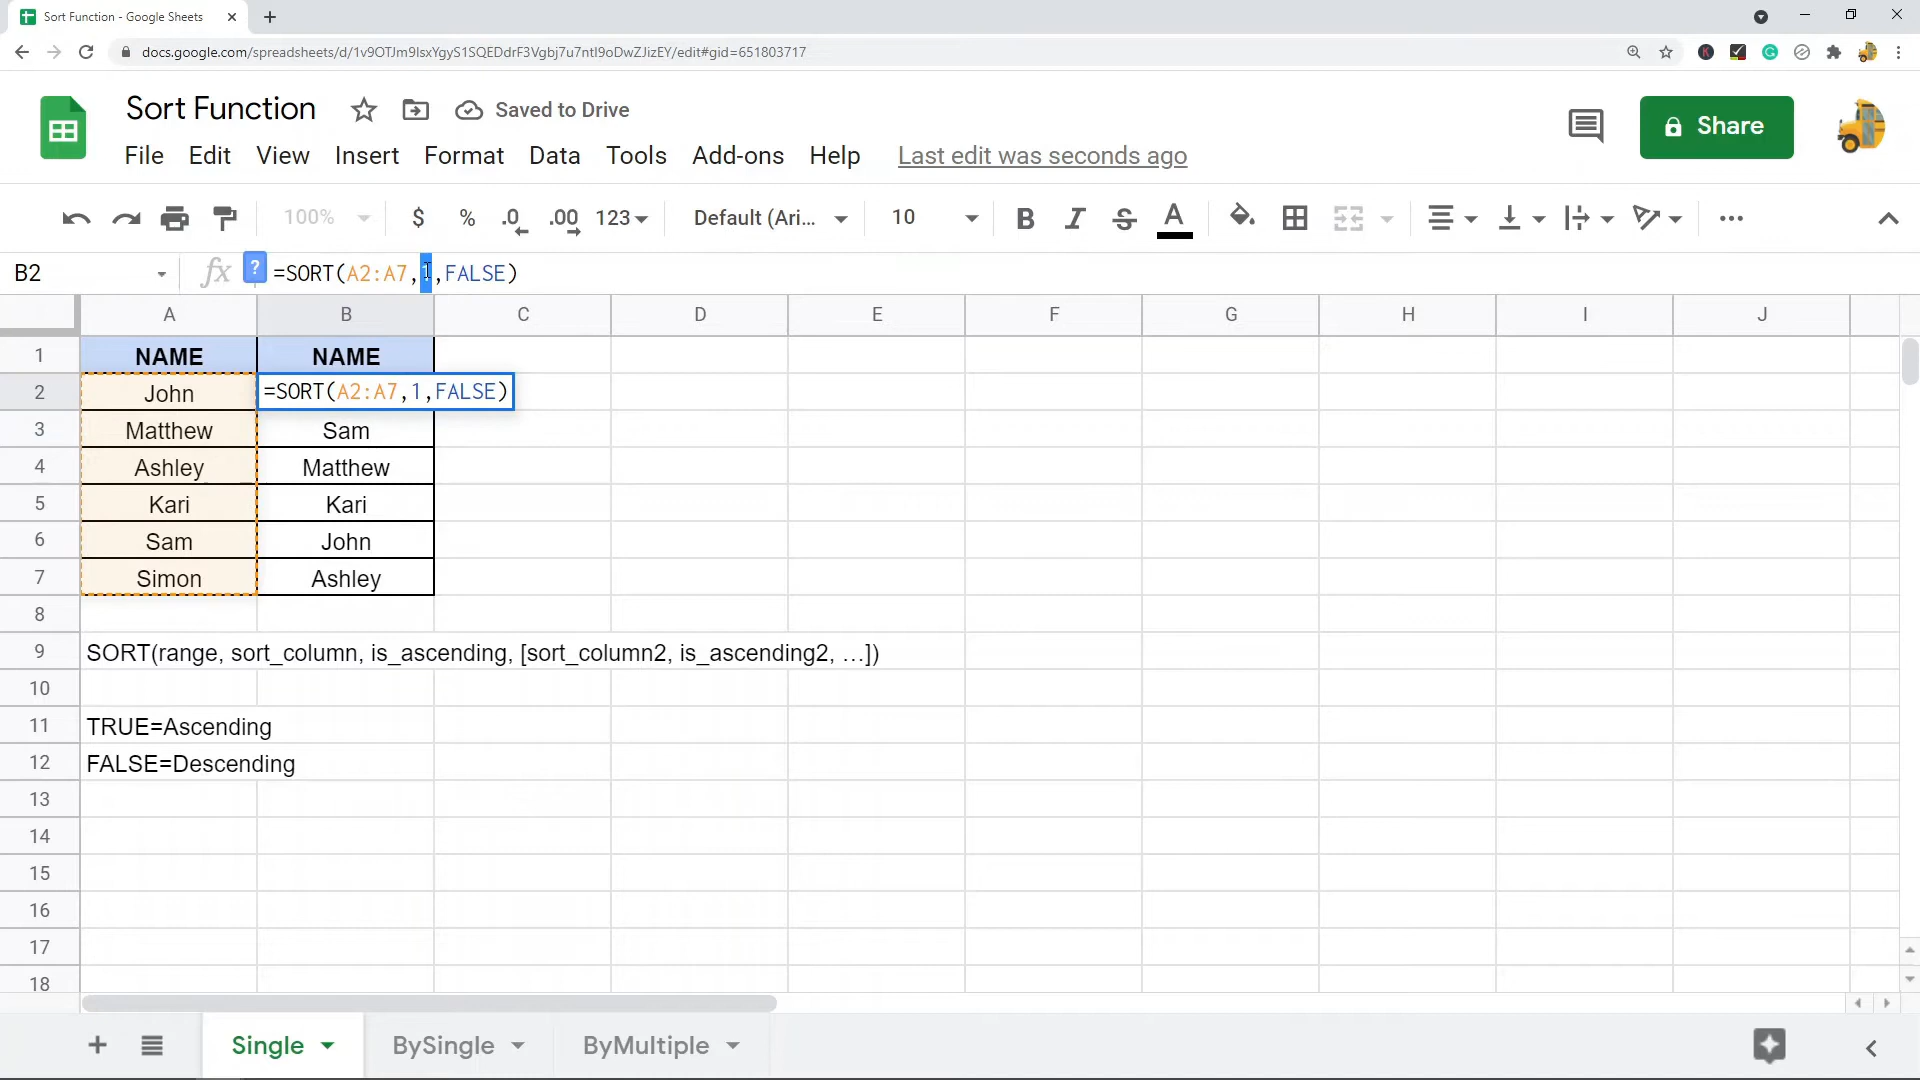 Sort Function - Google Sheets
docs.google.com/spreadsheets/d/1v9OTJm9lsxYgyS1SQEDdrF3Vgbj7u7ntI9oDwZJizEY/edit#gid=651803717
Sort Function Saved to Drive
Share
File Edit View Insert Format Data Tools Add-ons Help Last edit was seconds ago
100% $ % .0 .00 123 Default (Ari... 10 B I S A
B2 fx ? =SORT(A2:A7,1,FALSE)
A B C D E F G H I J
1 NAME NAME
2 John =SORT(A2:A7,1,FALSE)
3 Matthew Sam
4 Ashley Matthew
5 Kari Kari
6 Sam John
7 Simon Ashley
8
9 SORT(range, sort_column, is_ascending, [sort_column2, is_ascending2, …])
10
11 TRUE=Ascending
12 FALSE=Descending
13
14
15
16
17
18
Single BySingle ByMultiple